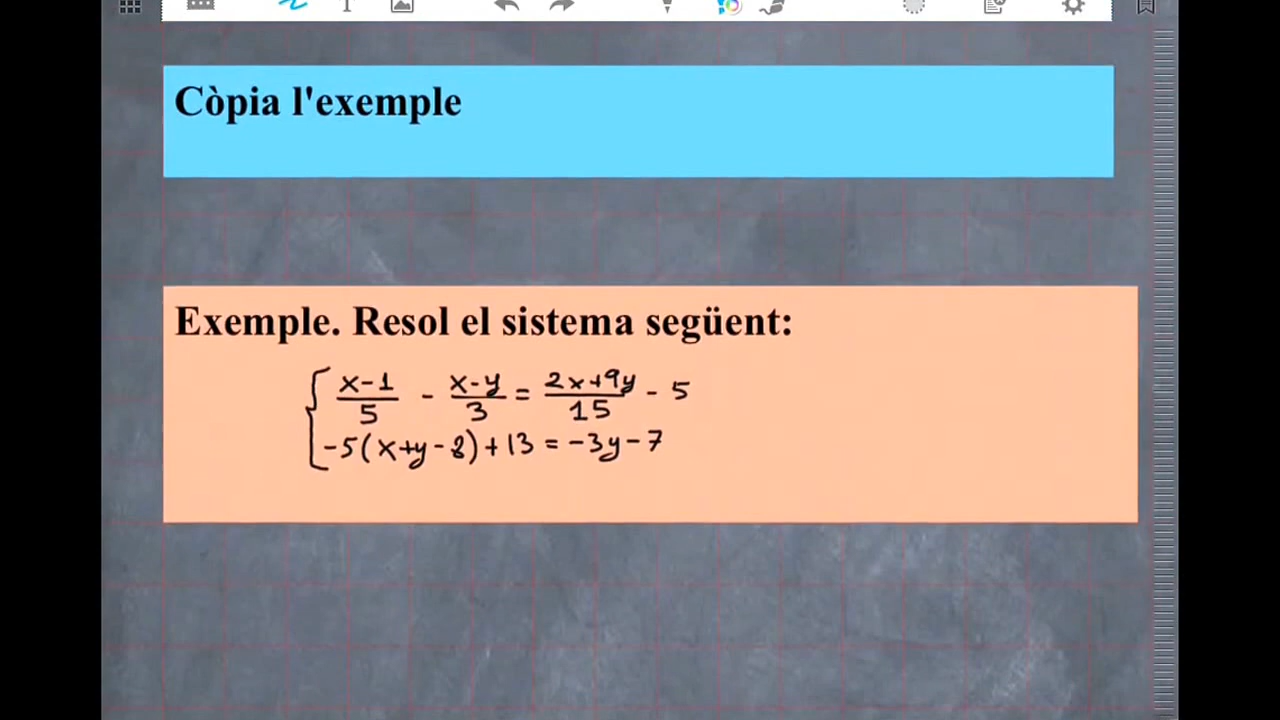 Còpia l'exemple
Exemple. Resol el sistema següent:
x-1/5 - x-y/3 = 2x+9y/15 - 5
-5(x+y-8)+13 = -3y-7